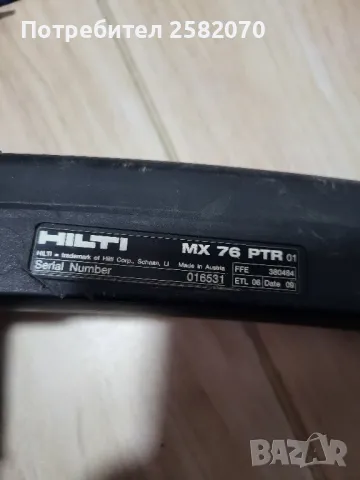 Потребител 2582070
HILTI MX 76 PTR 01
HILTI = trademark of Hilti Corp., Schaan, LI Made in Austria FFE 380484
Serial Number 016531 ETL 06 Date 09
BAZAR